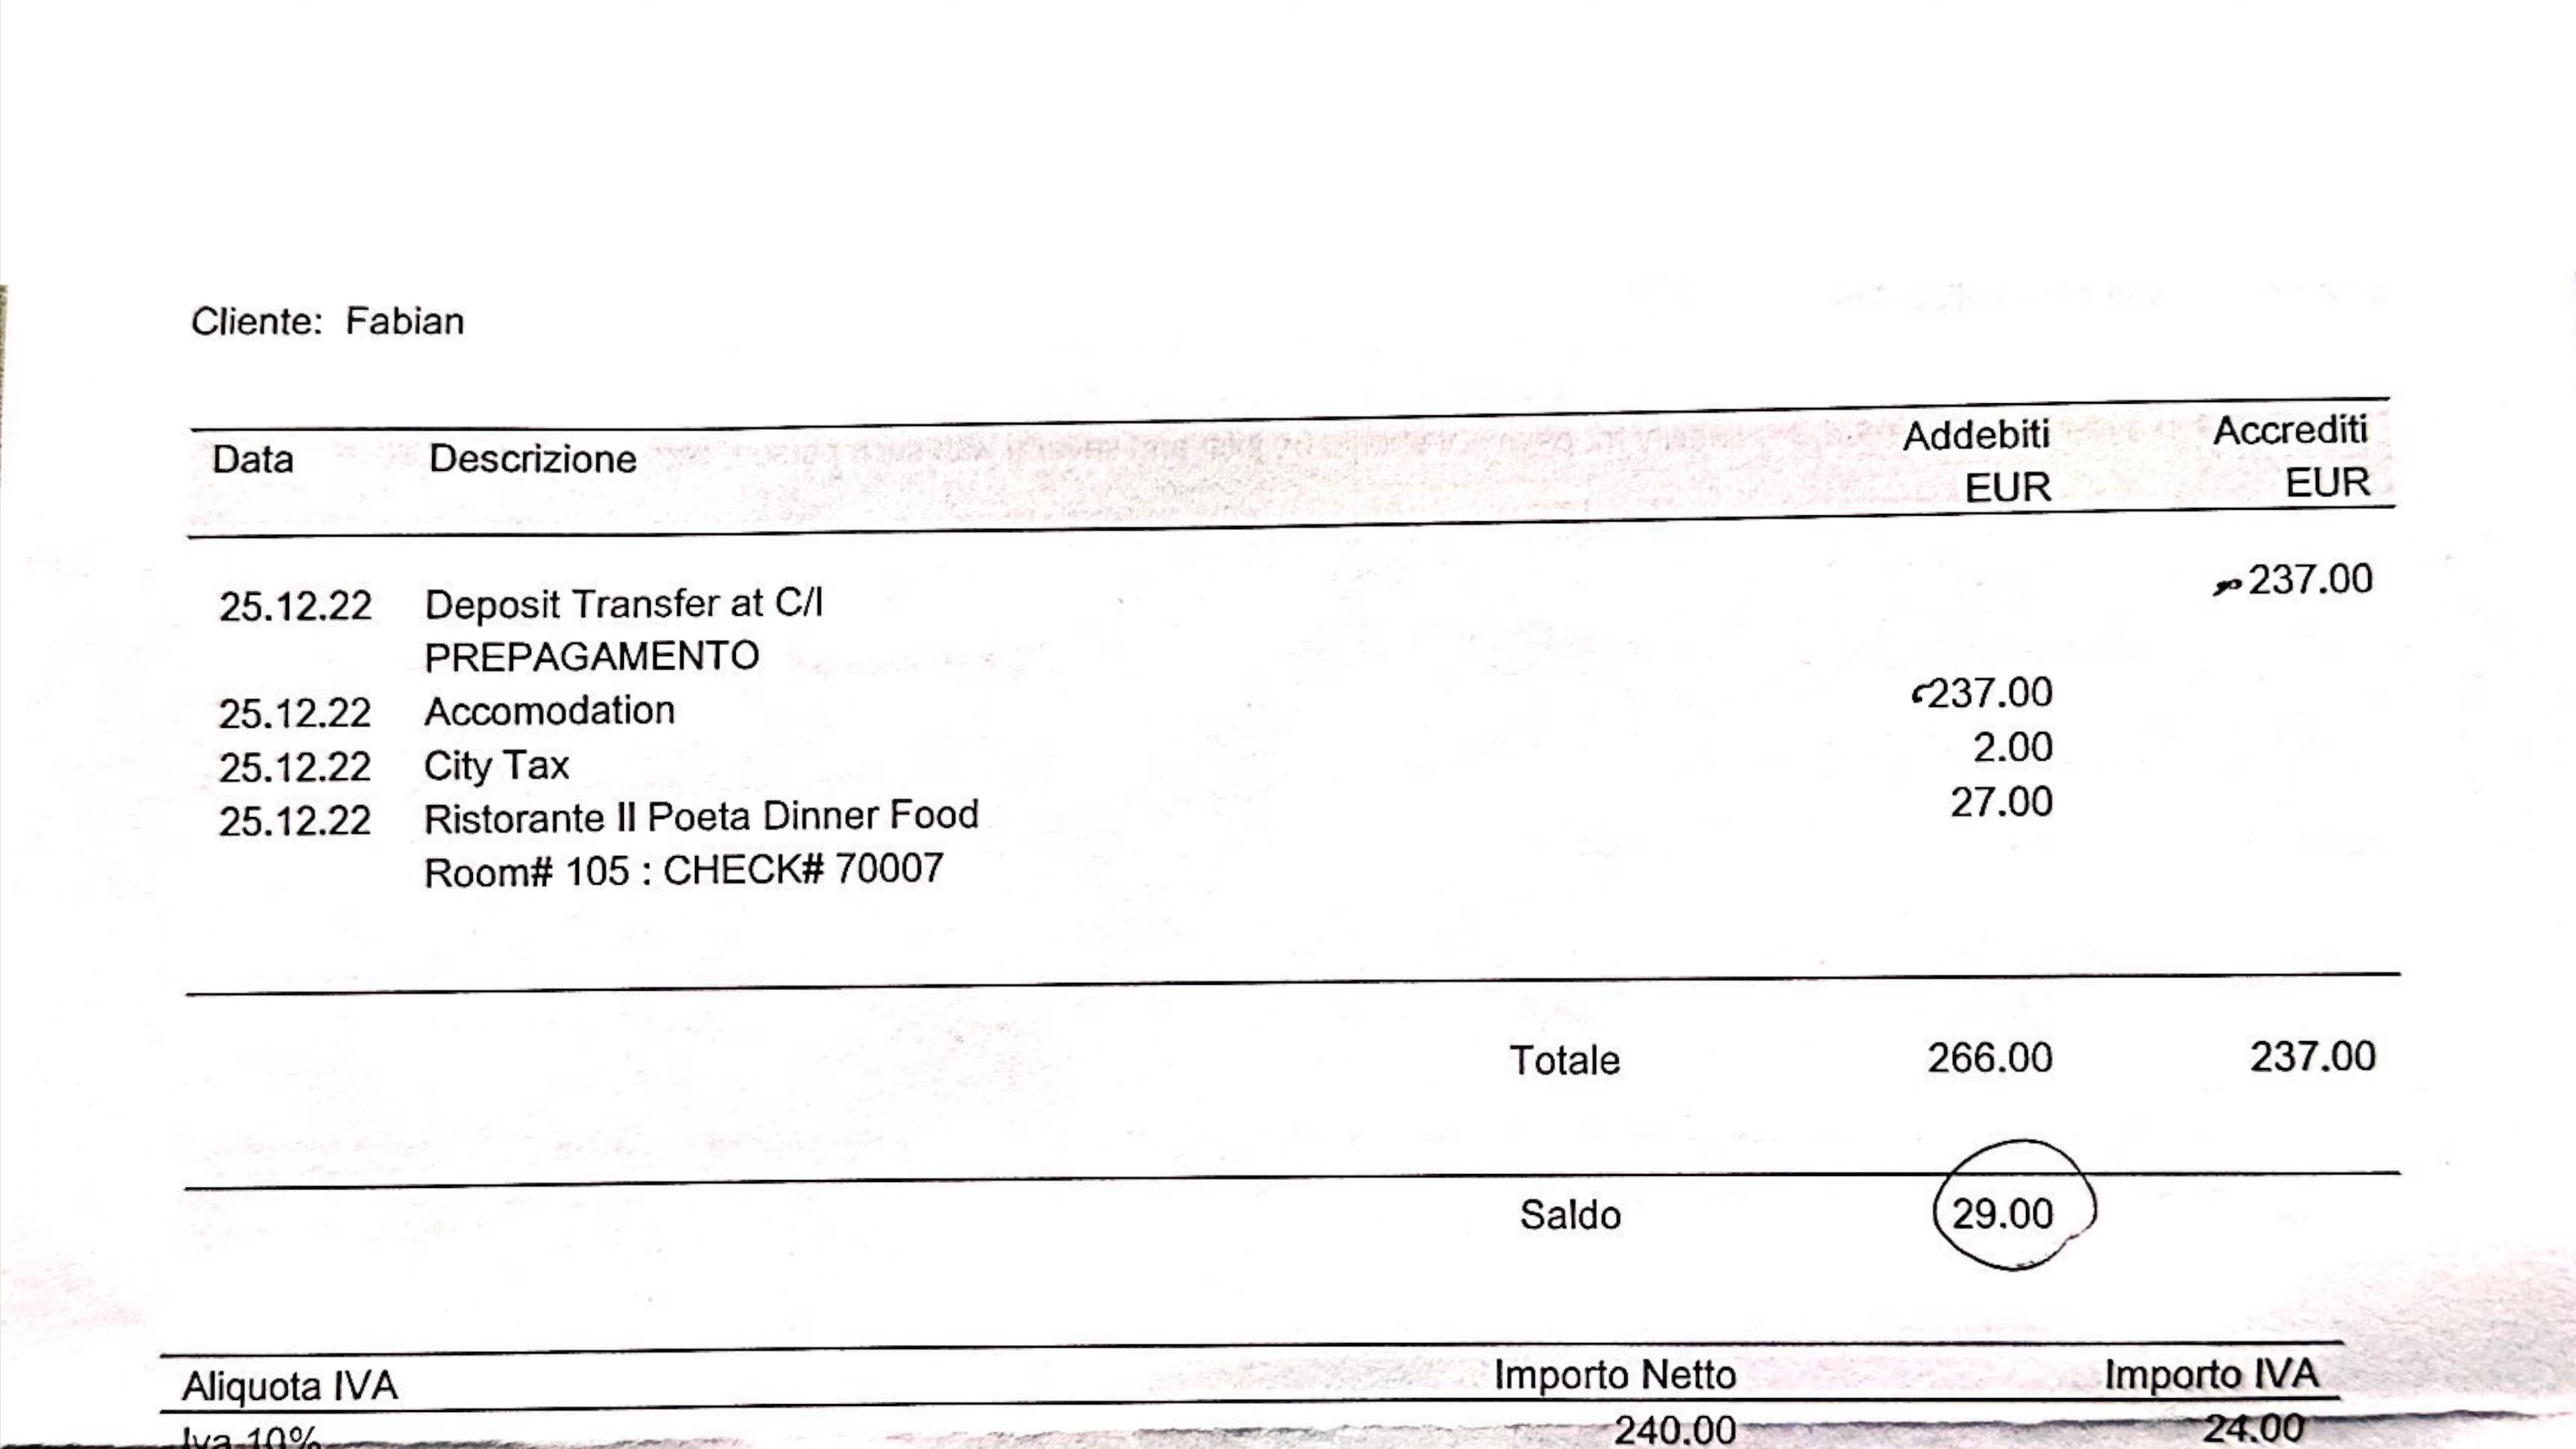 Cliente: Fabian
Data Descrizione Addebiti EUR Accrediti EUR
25.12.22 Deposit Transfer at C/I 237.00
PREPAGAMENTO
25.12.22 Accomodation 237.00
25.12.22 City Tax 2.00
25.12.22 Ristorante Il Poeta Dinner Food 27.00
Room# 105 : CHECK# 70007
Totale 266.00 237.00
Saldo 29.00
Aliquota IVA Importo Netto Importo IVA
Iva 10% 240.00 24.00